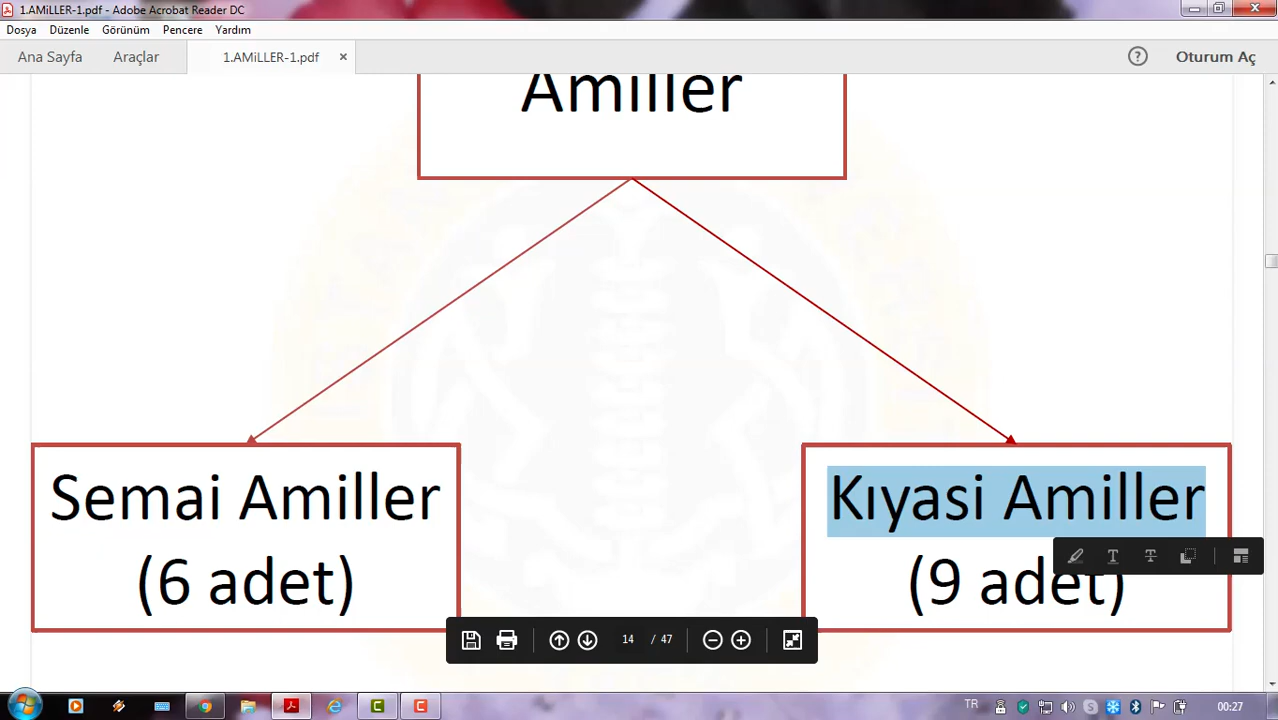 1.AMiLLER-1.pdf - Adobe Acrobat Reader DC
Dosya Düzenle Görünüm Pencere Yardım
Ana Sayfa Araçlar 1.AMiLLER-1.pdf × ? Oturum Aç
Amiller
Semai Amiller
(6 adet)
Kıyasi Amiller
(9 adet)
14 / 47
TR 00:27